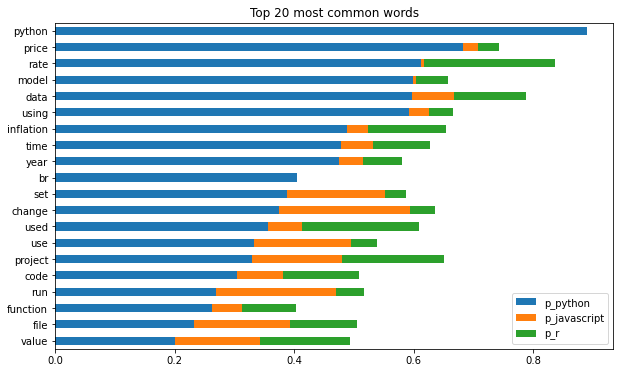 Top 20 most common words
python
price
rate
model
data
using
inflation
time
year
br
set
change
used
use
project
code
run
function
file
value
p_python
p_javascript
p_r
0.0 0.2 0.4 0.6 0.8